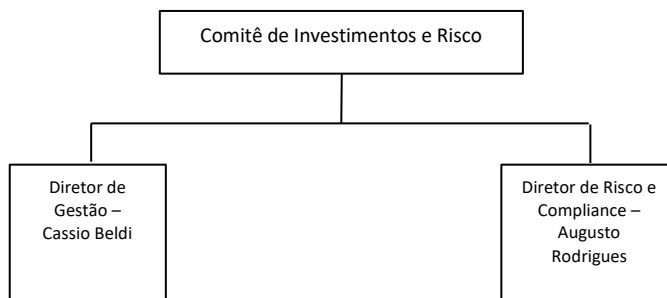 Comitê de Investimentos e Risco
Diretor de
Gestão –
Cassio Beldi
Diretor de Risco e
Compliance –
Augusto
Rodrigues